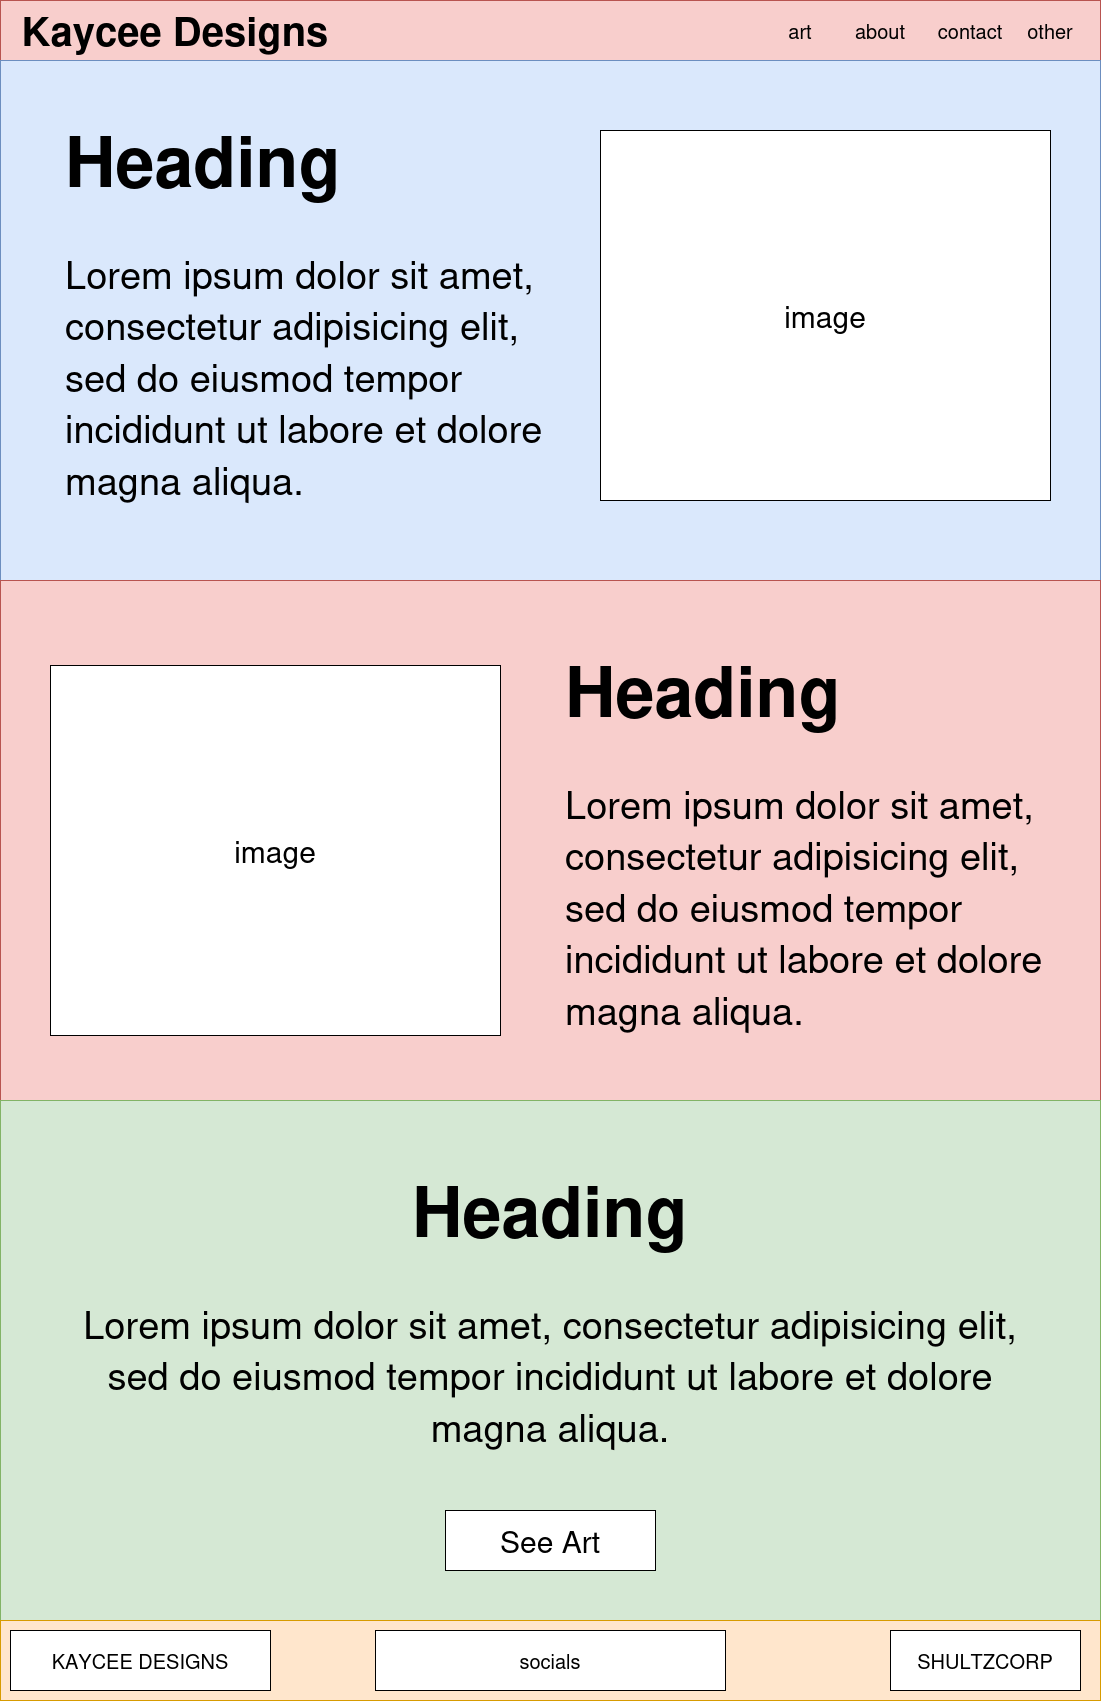 Kaycee Designs
art about contact other
Heading
Lorem ipsum dolor sit amet,
consectetur adipisicing elit,
sed do eiusmod tempor
incididunt ut labore et dolore
magna aliqua.
image
image
Heading
Lorem ipsum dolor sit amet,
consectetur adipisicing elit,
sed do eiusmod tempor
incididunt ut labore et dolore
magna aliqua.
Heading
Lorem ipsum dolor sit amet, consectetur adipisicing elit,
sed do eiusmod tempor incididunt ut labore et dolore
magna aliqua.
See Art
KAYCEE DESIGNS
socials
SHULTZCORP